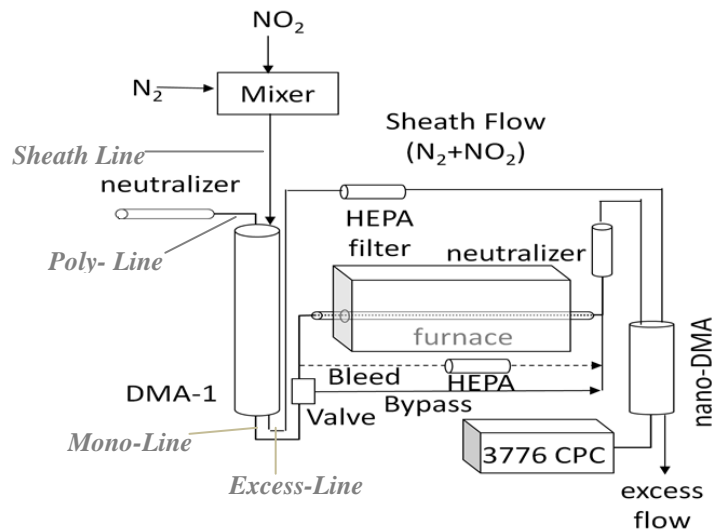 NO₂
N₂
Mixer
Sheath Line
Sheath Flow
(N₂+NO₂)
neutralizer
HEPA
filter
neutralizer
Poly- Line
furnace
nano-DMA
DMA-1
Bleed
HEPA
Valve
Bypass
Mono-Line
3776 CPC
Excess-Line
excess
flow